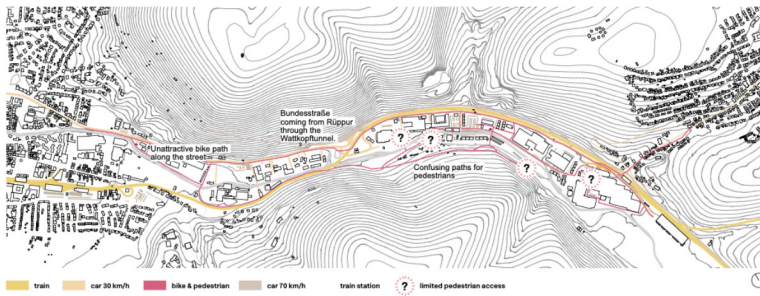 Bundesstraße
coming from Rüppur
through the
Wattkopftunnel.
Unattractive bike path
along the street
Confusing paths for
pedestrians
?
?
?
?
train
car 30 km/h
bike & pedestrian
car 70 km/h
train station
?
limited pedestrian access